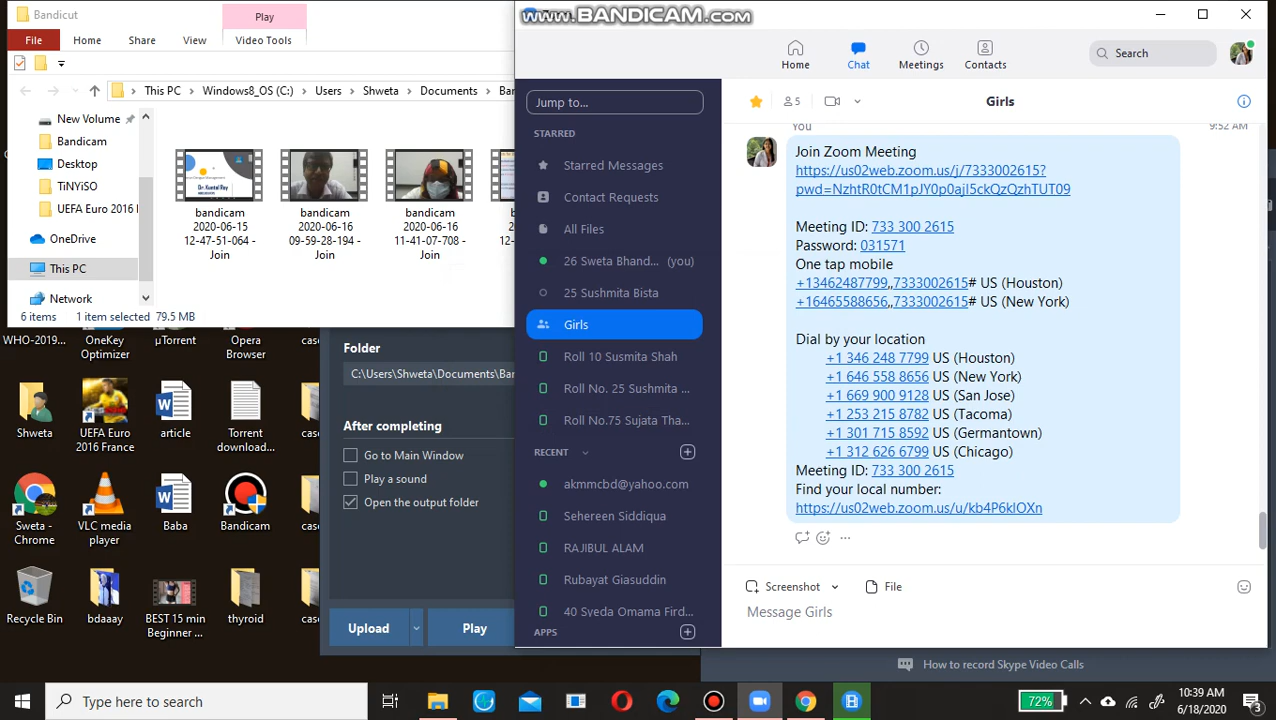 Bandicut
Play
File
Home
Share
View
Video Tools
This PC
Windows8_OS (C:)
Users
Shweta
Documents
New Volume
Bandicam
Desktop
TiNYiSO
UEFA Euro 2016
OneDrive
This PC
Network
bandicam
2020-06-15
12-47-51-064 -
Join
bandicam
2020-06-16
09-59-28-194 -
Join
bandicam
2020-06-16
11-41-07-708 -
Join
Dr. Kuntal Roy
6 items
1 item selected 79.5 MB
www.BANDICAM.com
Home
Chat
Meetings
Contacts
Search
Jump to...
STARRED
Starred Messages
Contact Requests
All Files
26 Sweta Bhand... (you)
25 Sushmita Bista
Girls
Roll 10 Susmita Shah
Roll No. 25 Sushmita ...
Roll No.75 Sujata Tha...
RECENT
akmmcbd@yahoo.com
Sehereen Siddiqua
RAJIBUL ALAM
Rubayat Giasuddin
40 Syeda Omama Fird...
APPS
5
Girls
You
9:52 AM
Join Zoom Meeting
https://us02web.zoom.us/j/7333002615?
pwd=NzhtR0tCM1pJY0p0ajI5ckQzQzhTUT09
Meeting ID: 733 300 2615
Password: 031571
One tap mobile
+13462487799,,7333002615# US (Houston)
+16465588656,,7333002615# US (New York)
Dial by your location
+1 346 248 7799 US (Houston)
+1 646 558 8656 US (New York)
+1 669 900 9128 US (San Jose)
+1 253 215 8782 US (Tacoma)
+1 301 715 8592 US (Germantown)
+1 312 626 6799 US (Chicago)
Meeting ID: 733 300 2615
Find your local number:
https://us02web.zoom.us/u/kb4P6klOXn
Screenshot
File
Message Girls
How to record Skype Video Calls
Folder
C:\Users\Shweta\Documents\Ban
After completing
Go to Main Window
Play a sound
Open the output folder
Upload
Play
WHO-2019...
OneKey
Optimizer
µTorrent
Opera
Browser
Shweta
UEFA Euro
2016 France
article
Torrent
download...
Sweta -
Chrome
VLC media
player
Baba
Bandicam
Recycle Bin
bdaaay
BEST 15 min
Beginner ...
thyroid
Type here to search
72%
10:39 AM
6/18/2020
3